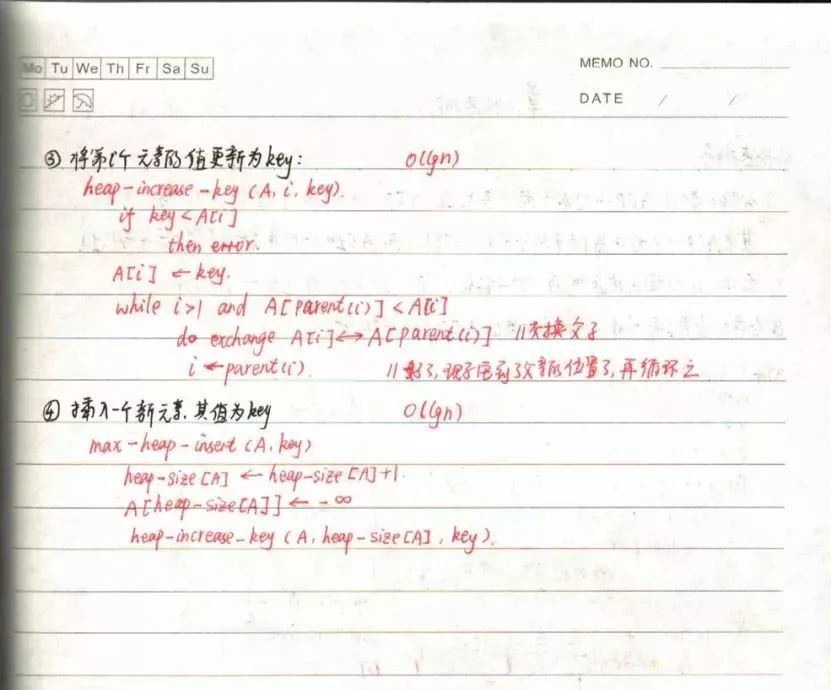 Mo Tu We Th Fr Sa Su
MEMO NO.
DATE / /
③ 将第i个元素的值更新为key: O(lgn)
heap-increase-key (A, i, key)
if key < A[i]
then error.
A[i] ← key.
while i>1 and A[parent(i)] < A[i]
do exchange A[i] ↔ A[parent(i)] //交换父子
i ← parent(i). 了,现子在到父亲的位置了,再循环之
④ 插入一个新元素,其值为key O(lgn)
max-heap-insert (A, key)
heap-size[A] ← heap-size[A]+1.
A[heap-size[A]] ← -∞
heap-increase-key (A, heap-size[A], key).